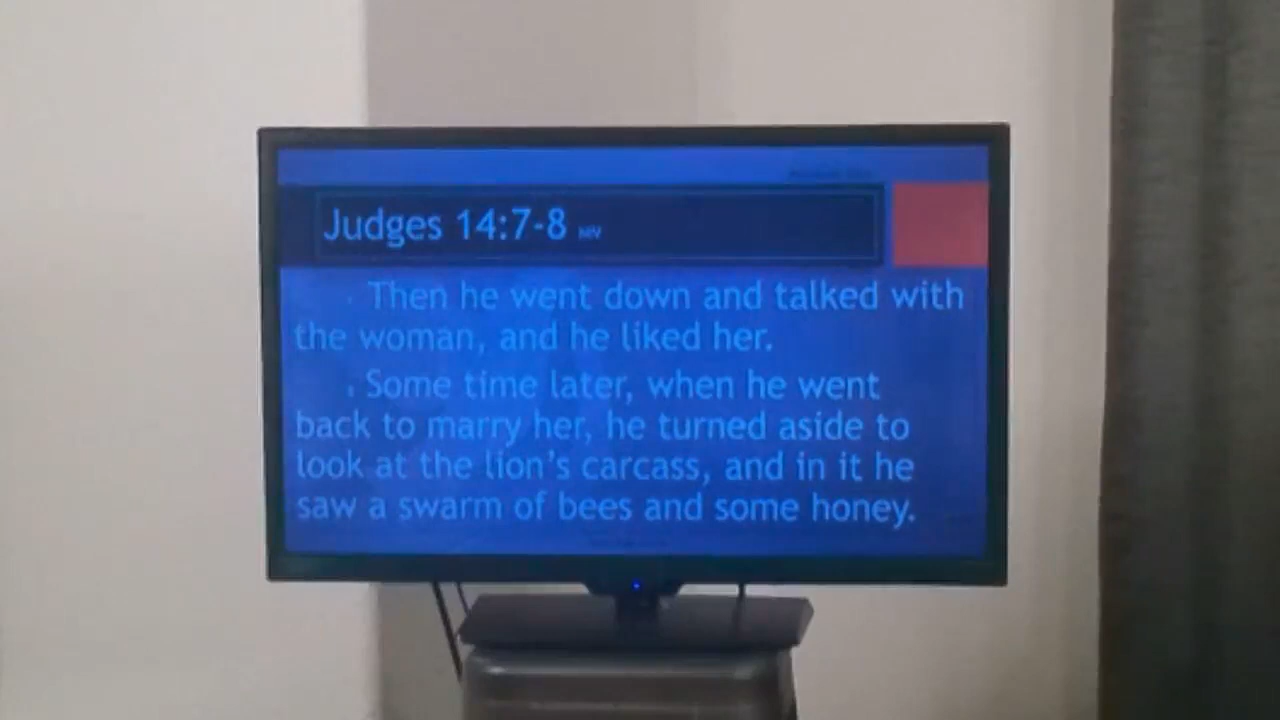 Judges 14:7-8 NIV
Then he went down and talked with
the woman, and he liked her.
Some time later, when he went
back to marry her, he turned aside to
look at the lion's carcass, and in it he
saw a swarm of bees and some honey.